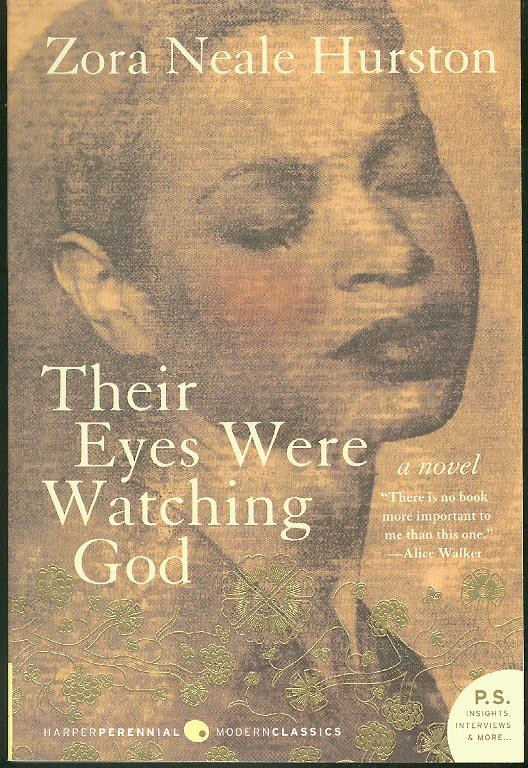 Zora Neale Hurston
Their
Eyes Were
Watching
God
a novel
“There is no book
more important to
me than this one.”
—Alice Walker
HARPERPERENNIAL MODERNCLASSICS
P.S.
INSIGHTS,
INTERVIEWS
& MORE...